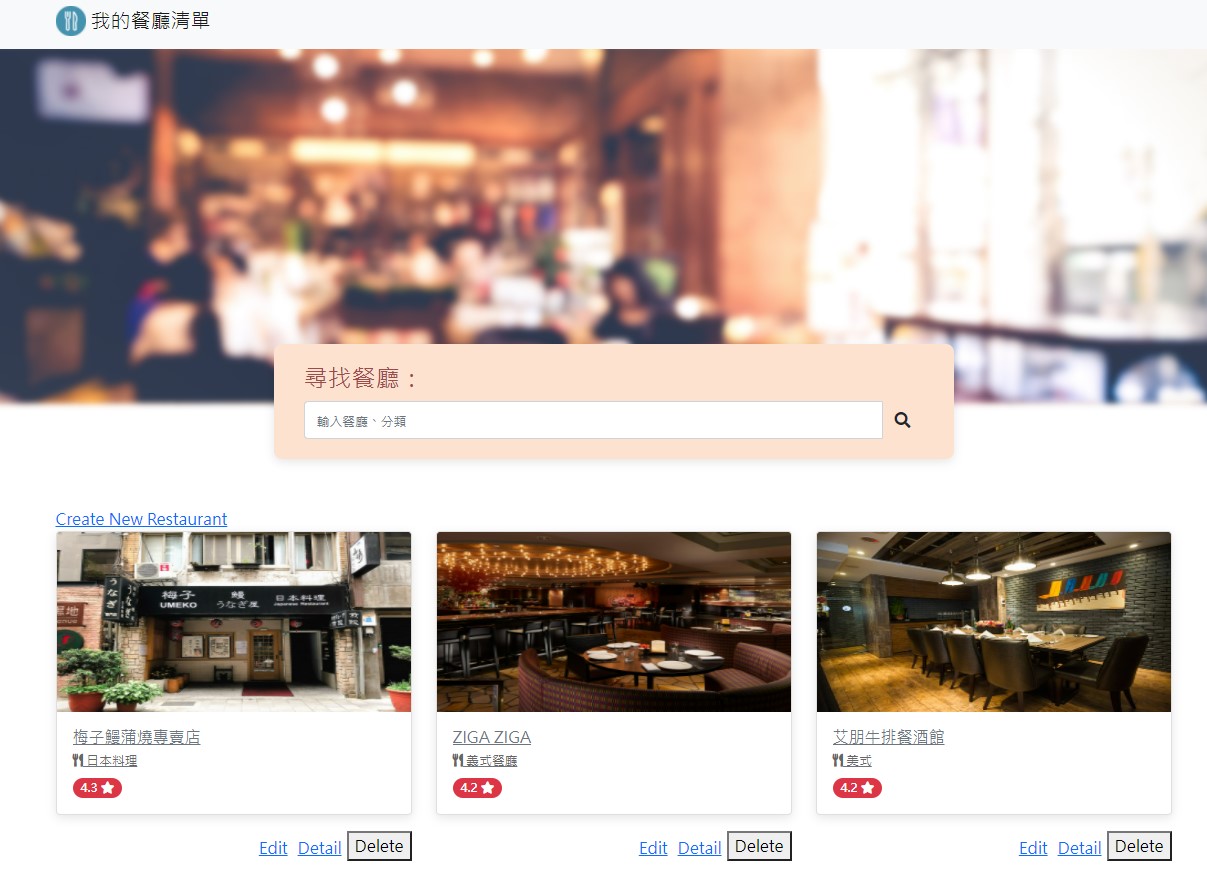 我的餐廳清單
尋找餐廳：
輸入餐廳、分類
Create New Restaurant
梅子 鰻 日本料理
UMEKO うなぎ屋 Japanese Restaurant
梅子鰻蒲燒專賣店
日本料理
4.3
Edit Detail Delete
ZIGA ZIGA
義式餐廳
4.2
Edit Detail Delete
艾朋牛排餐酒館
美式
4.2
Edit Detail Delete